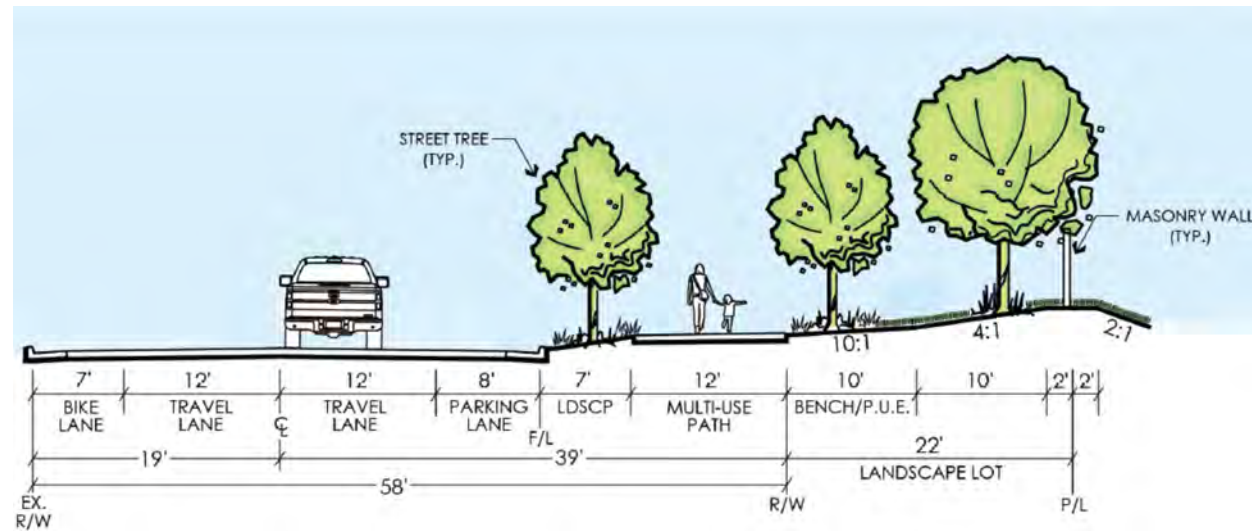 STREET TREE
(TYP.)
MASONRY WALL
(TYP.)
10:1
4:1
2:1
7' 12' 12' 8' 7' 12' 10' 10' 2' 2'
BIKE LANE
TRAVEL LANE
℄
TRAVEL LANE
PARKING LANE
F/L
LDSCP
MULTI-USE PATH
BENCH/P.U.E.
19' 39' 22'
LANDSCAPE LOT
58'
EX.
R/W
R/W
P/L